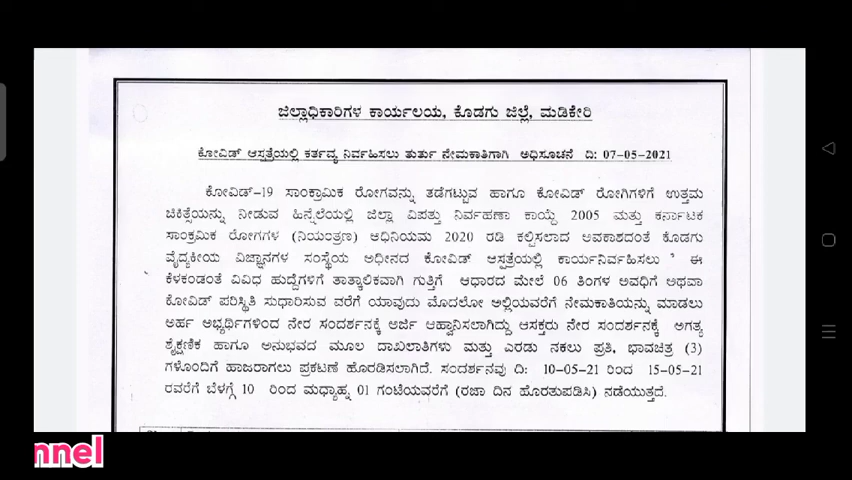 ಜಿಲ್ಲಾಧಿಕಾರಿಗಳ ಕಾರ್ಯಲಯ, ಕೊಡಗು ಜಿಲ್ಲೆ, ಮಡಿಕೇರಿ
ಕೋವಿಡ್ ಆಸ್ಪತ್ರೆಯಲ್ಲಿ ಕರ್ತವ್ಯ ನಿರ್ವಹಿಸಲು ತುರ್ತು ನೇಮಕಾತಿಗಾಗಿ ಅಧಿಸೂಚನೆ ದಿ: 07-05-2021
ಕೋವಿಡ್-19 ಸಾಂಕ್ರಾಮಿಕ ರೋಗವನ್ನು ತಡೆಗಟ್ಟುವ ಹಾಗೂ ಕೋವಿಡ್ ರೋಗಿಗಳಿಗೆ ಉತ್ತಮ
ಚಿಕಿತ್ಸೆಯನ್ನು ನೀಡುವ ಹಿನ್ನೆಲೆಯಲ್ಲಿ ಜಿಲ್ಲಾ ವಿಪತ್ತು ನಿರ್ವಹಣಾ ಕಾಯ್ದೆ 2005 ಮತ್ತು ಕರ್ನಾಟಕ
ಸಾಂಕ್ರಮಿಕ ರೋಗಗಳ (ನಿಯಂತ್ರಣ) ಆಧಿನಿಯಮ 2020 ರಡಿ ಕಲ್ಪಿಸಲಾದ ಅವಕಾಶದಂತೆ ಕೊಡಗು
ವೈದ್ಯಕೀಯ ವಿಜ್ಞಾನಗಳ ಸಂಸ್ಥೆಯ ಅಧೀನದ ಕೋವಿಡ್ ಆಸ್ಪತ್ರೆಯಲ್ಲಿ ಕಾರ್ಯನಿರ್ವಹಿಸಲು ಈ
ಕೆಳಕಂಡಂತೆ ವಿವಿಧ ಹುದ್ದೆಗಳಿಗೆ ತಾತ್ಕಾಲಿಕವಾಗಿ ಗುತ್ತಿಗೆ ಆಧಾರದ ಮೇಲೆ 06 ತಿಂಗಳ ಅವಧಿಗೆ ಅಥವಾ
ಕೋವಿಡ್ ಪರಿಸ್ಥಿತಿ ಸುಧಾರಿಸುವ ವರೆಗೆ ಯಾವುದು ಮೊದಲೋ ಅಲ್ಲಿಯವರೆಗೆ ನೇಮಕಾತಿಯನ್ನು ಮಾಡಲು
ಅರ್ಹ ಅಭ್ಯರ್ಥಿಗಳಿಂದ ನೇರ ಸಂದರ್ಶನಕ್ಕೆ ಅರ್ಜಿ ಆಹ್ವಾನಿಸಲಾಗಿದ್ದು ಆಸಕ್ತರು ನೇರ ಸಂದರ್ಶನಕ್ಕೆ ಅಗತ್ಯ
ಶೈಕ್ಷಣಿಕ ಹಾಗೂ ಅನುಭವದ ಮೂಲ ದಾಖಲಾತಿಗಳು ಮತ್ತು ಎರಡು ನಕಲು ಪ್ರತಿ, ಭಾವಚಿತ್ರ (3)
ಗಳೊಂದಿಗೆ ಹಾಜರಾಗಲು ಪ್ರಕಟಣೆ ಹೊರಡಿಸಲಾಗಿದೆ. ಸಂದರ್ಶನವು ದಿ: 10-05-21 ರಿಂದ 15-05-21
ರವರೆಗೆ ಬೆಳಗ್ಗೆ 10 ರಿಂದ ಮಧ್ಯಾಹ್ನ 01 ಗಂಟೆಯವರೆಗೆ (ರಜಾ ದಿನ ಹೊರತುಪಡಿಸಿ) ನಡೆಯುತ್ತದೆ.
nnel